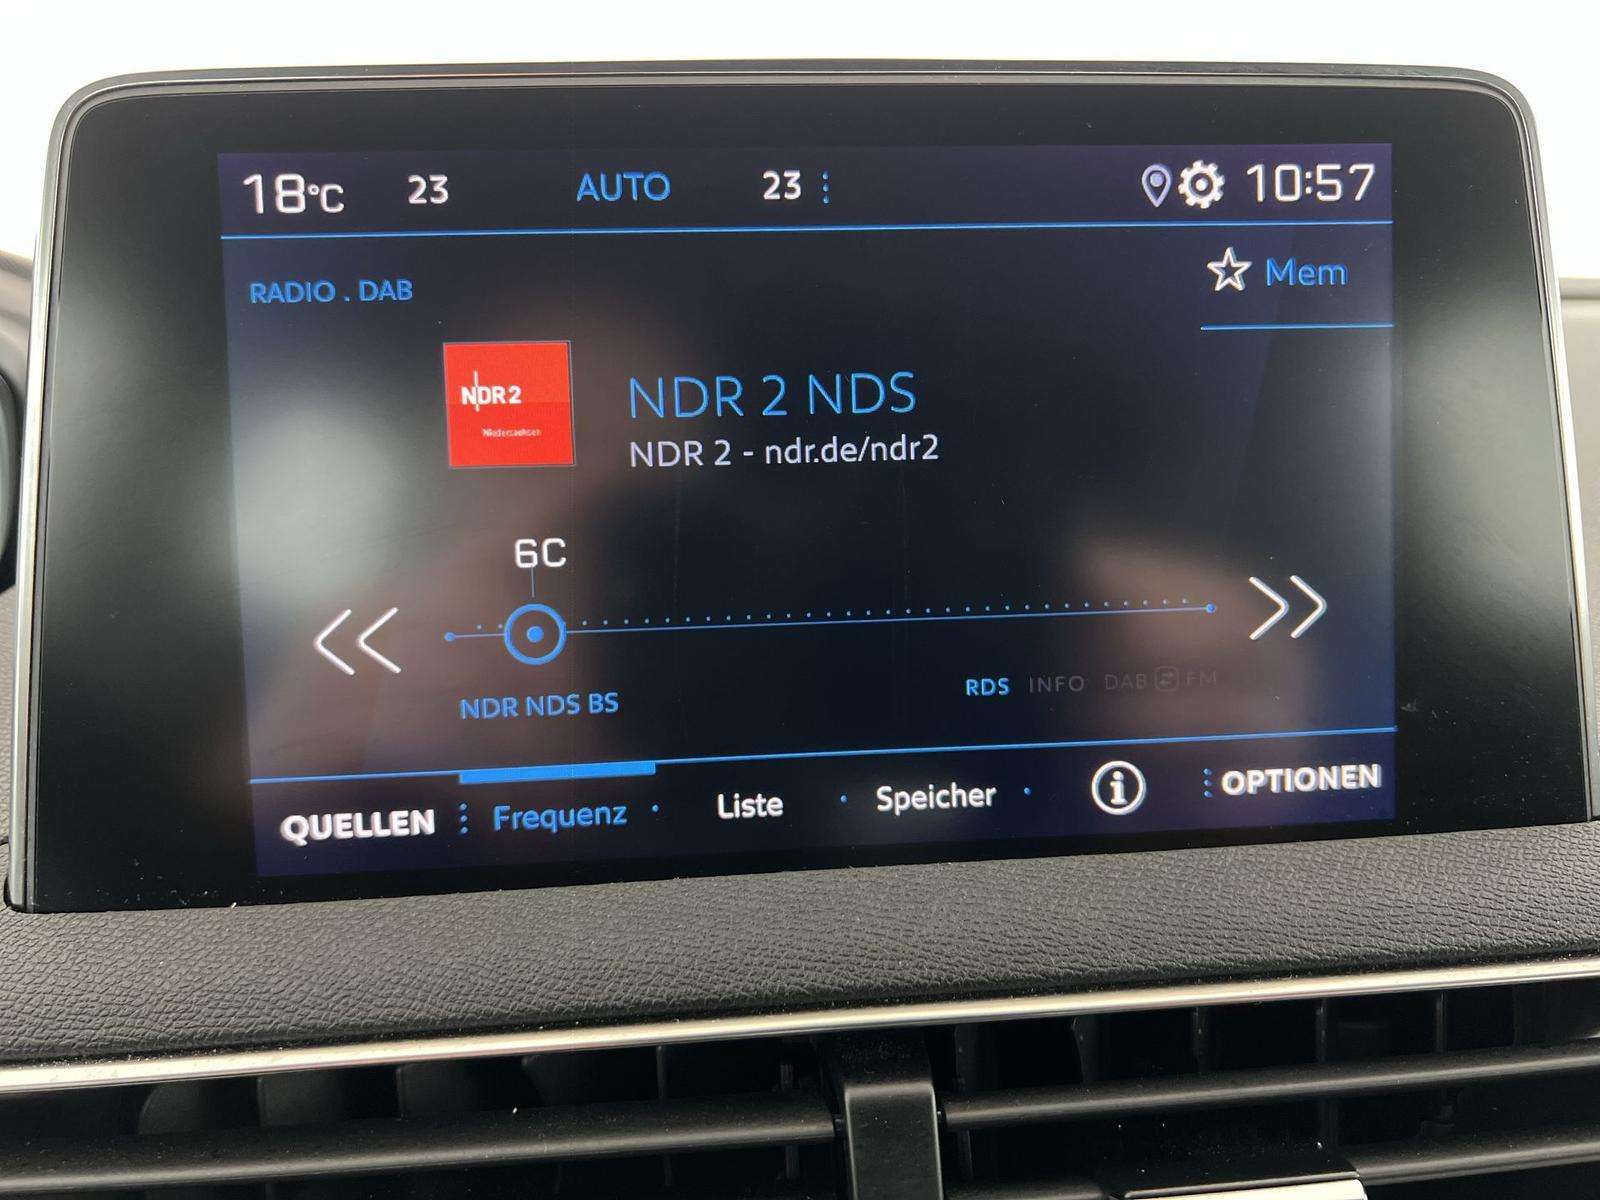 18°C 23 AUTO 23 10:57
Mem
RADIO . DAB
NDR 2
Niedersachsen
NDR 2 NDS
NDR 2 - ndr.de/ndr2
6C
NDR NDS BS
RDS INFO DAB FM
QUELLEN Frequenz Liste Speicher i OPTIONEN